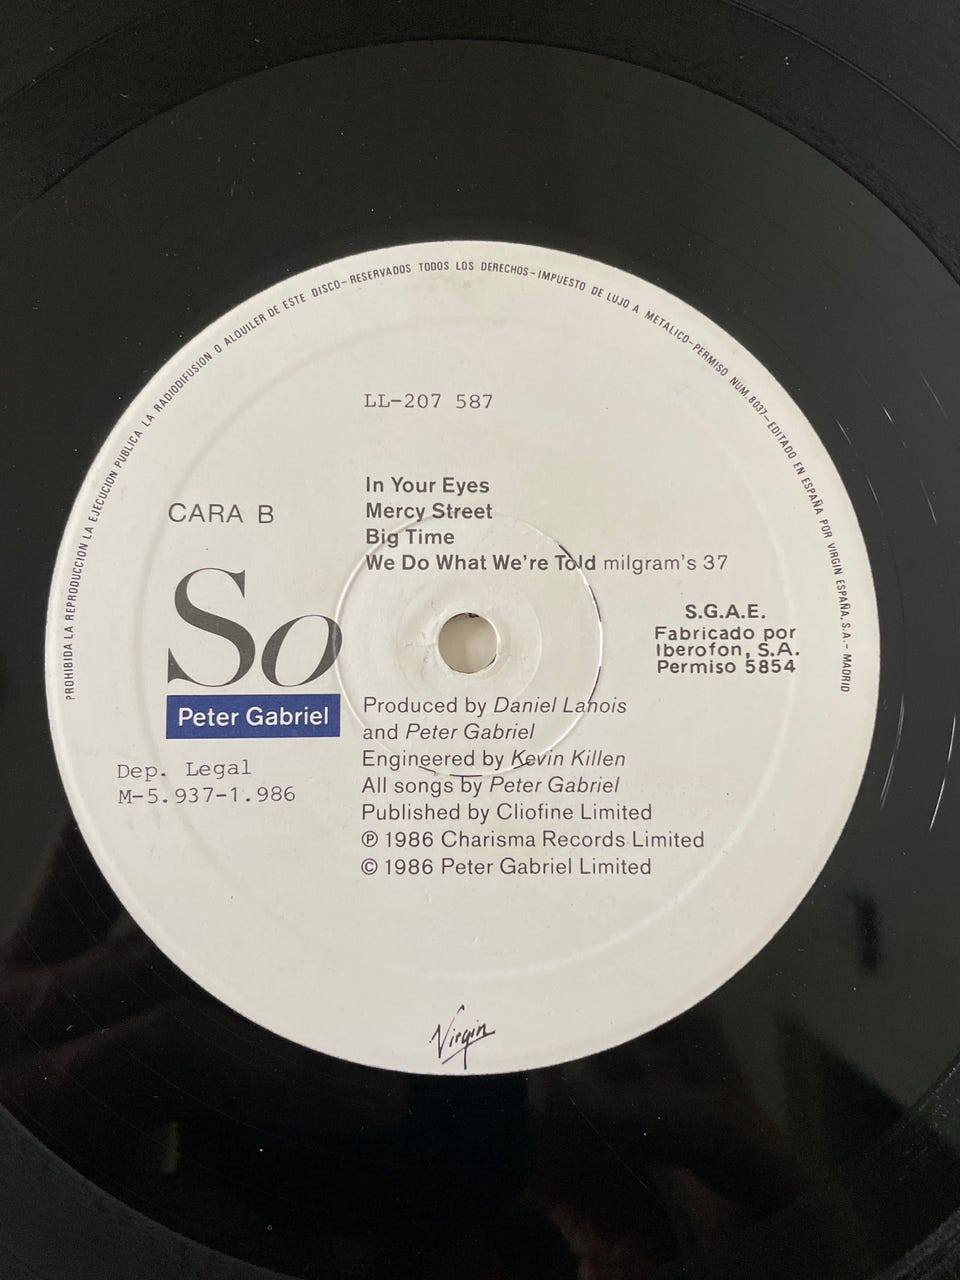 PROHIBIDA LA REPRODUCCION LA EJECUCION PUBLICA LA RADIODIFUSION O ALQUILER DE ESTE DISCO-RESERVADOS TODOS LOS DERECHOS-IMPUESTO DE LUJO A METALICO-PERMISO NUM. 8037-EDITADO EN ESPAÑA POR VIRGIN ESPAÑA, S.A.- MADRID
LL-207 587
In Your Eyes
Mercy Street
Big Time
We Do What We're Told milgram's 37
CARA B
So
Peter Gabriel
S.G.A.E.
Fabricado por
Iberofon, S.A.
Permiso 5854
Dep. Legal
M-5.937-1.986
Produced by Daniel Lanois
and Peter Gabriel
Engineered by Kevin Killen
All songs by Peter Gabriel
Published by Cliofine Limited
℗ 1986 Charisma Records Limited
© 1986 Peter Gabriel Limited
Virgin